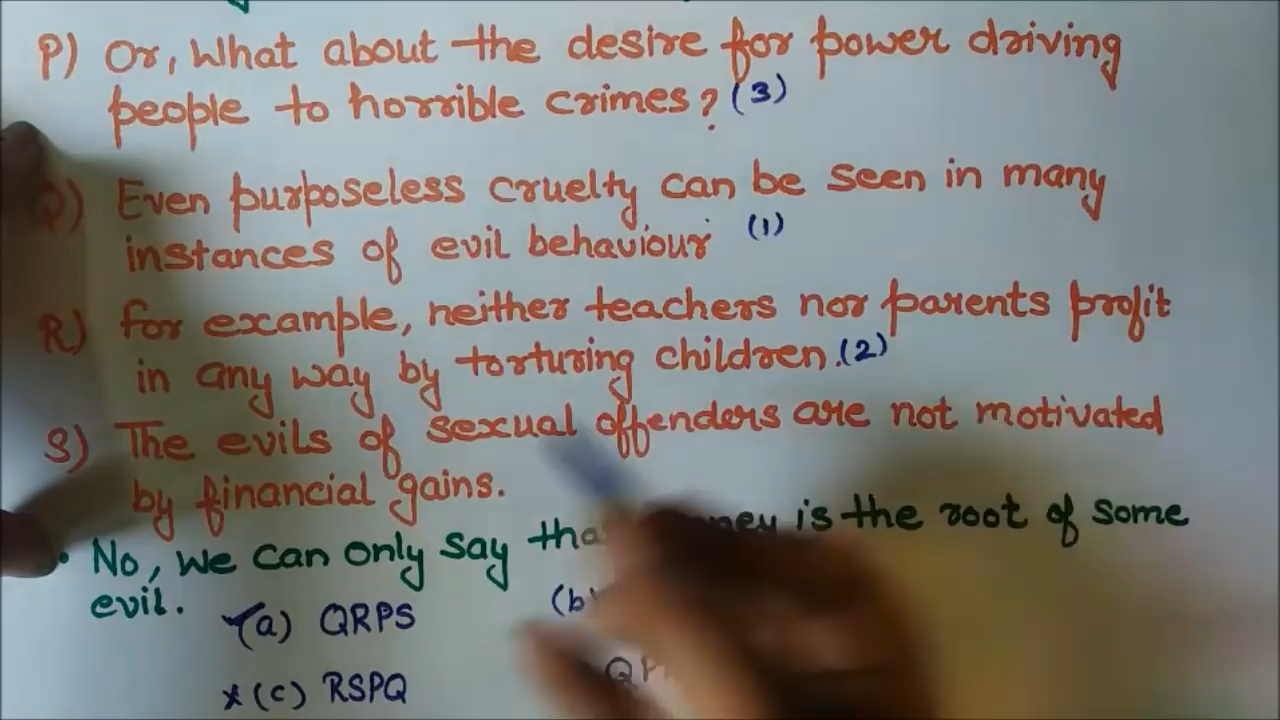 P) Or, What about the desire for power driving
people to horrible crimes? (3)
Q) Even purposeless cruelty can be seen in many
instances of evil behaviour (1)
R) for example, neither teachers nor parents profit
in any way by torturing children. (2)
S) The evils of sexual offenders are not motivated
by financial gains.
No, we can only say is the root of some
evil.
(a) QRPS (b)
(c) RSPQ